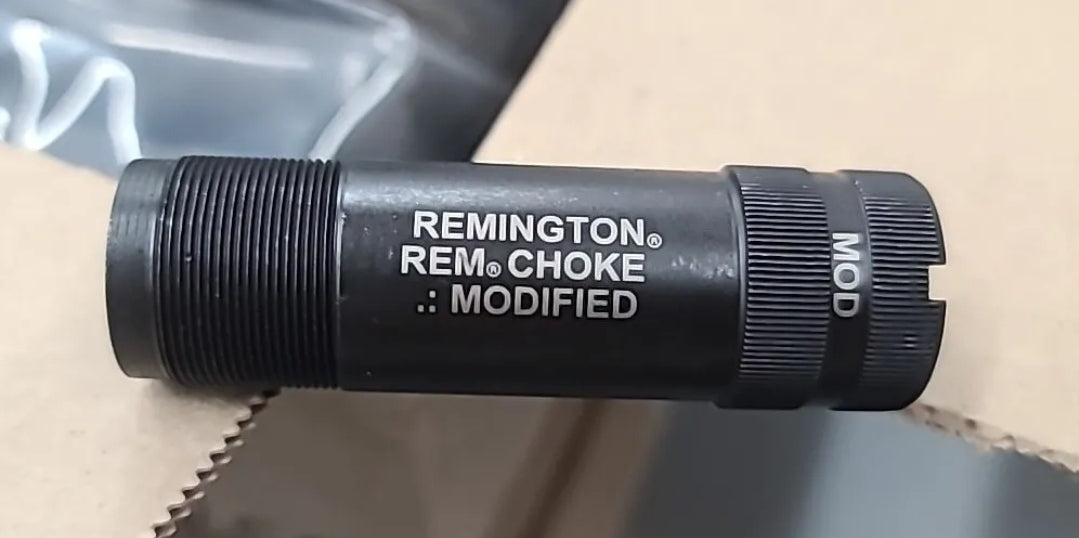 REMINGTON®
REM® CHOKE
.: MODIFIED
MOD